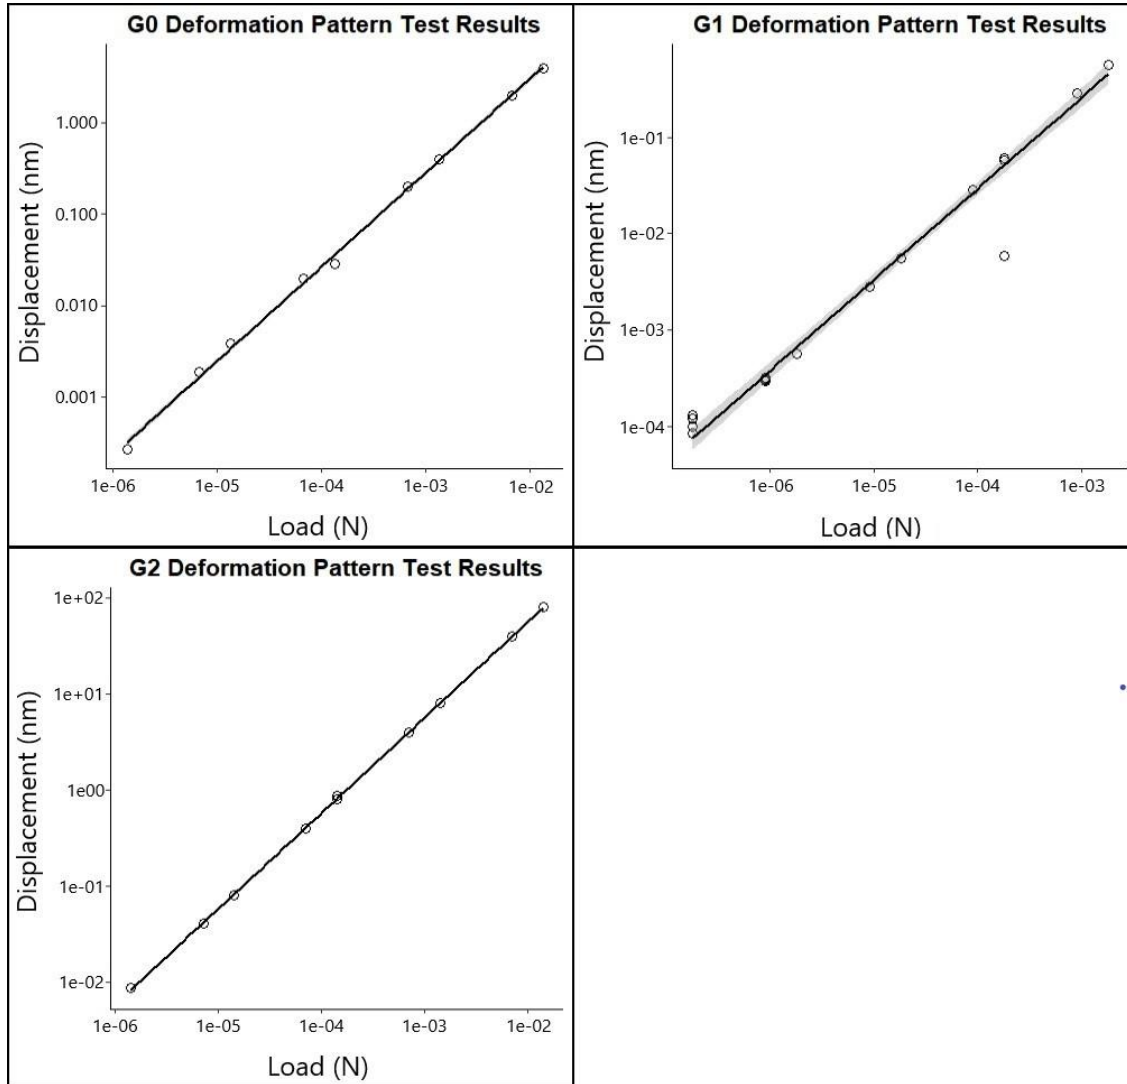 G0 Deformation Pattern Test Results
Displacement (nm)
1.000
0.100
0.010
0.001
1e-06 1e-05 1e-04 1e-03 1e-02
Load (N)
G1 Deformation Pattern Test Results
Displacement (nm)
1e-01
1e-02
1e-03
1e-04
1e-06 1e-05 1e-04 1e-03
Load (N)
G2 Deformation Pattern Test Results
Displacement (nm)
1e+02
1e+01
1e+00
1e-01
1e-02
1e-06 1e-05 1e-04 1e-03 1e-02
Load (N)